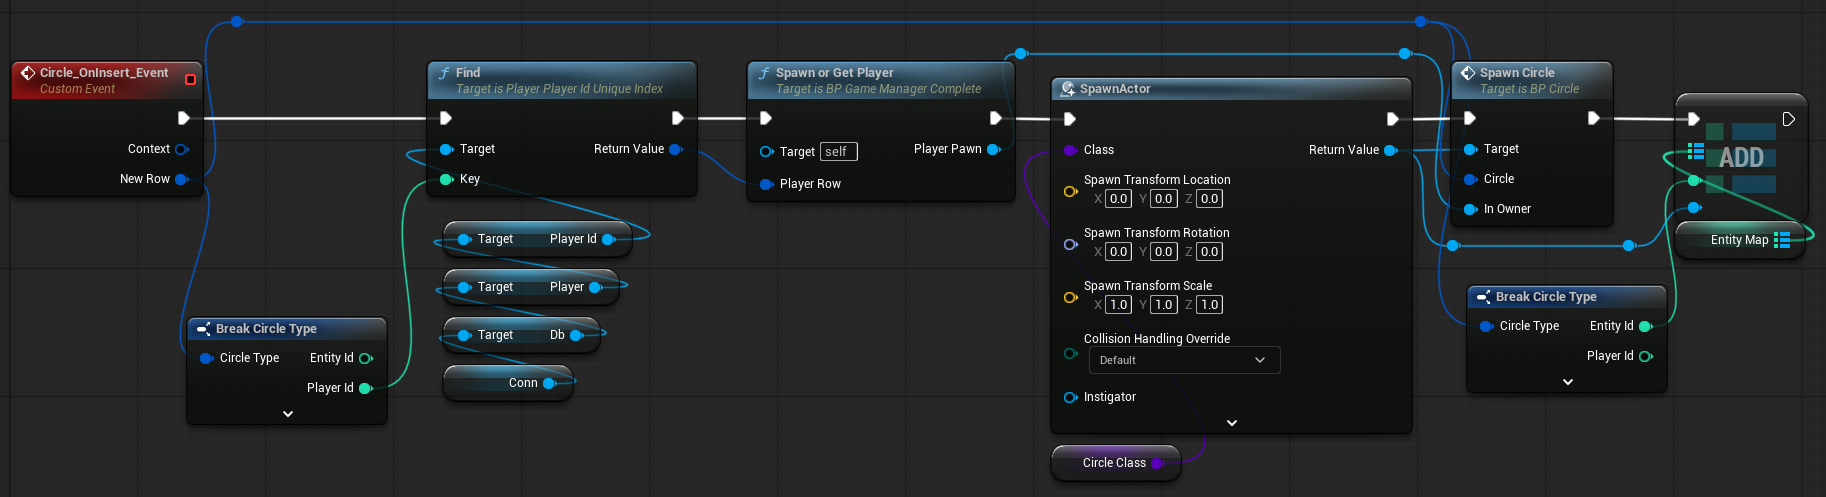 Circle_OnInsert_Event
Custom Event
Context
New Row
Break Circle Type
Circle Type
Entity Id
Player Id
Find
Target is Player Player Id Unique Index
Target
Return Value
Key
Target Player Id
Target Player
Target Db
Conn
Spawn or Get Player
Target is BP Game Manager Complete
Target self
Player Pawn
Player Row
SpawnActor
Class
Return Value
Spawn Transform Location
X 0.0 Y 0.0 Z 0.0
Spawn Transform Rotation
X 0.0 Y 0.0 Z 0.0
Spawn Transform Scale
X 1.0 Y 1.0 Z 1.0
Collision Handling Override
Default
Instigator
Circle Class
Spawn Circle
Target is BP Circle
Target
Circle
In Owner
Break Circle Type
Circle Type
Entity Id
Player Id
ADD
Entity Map